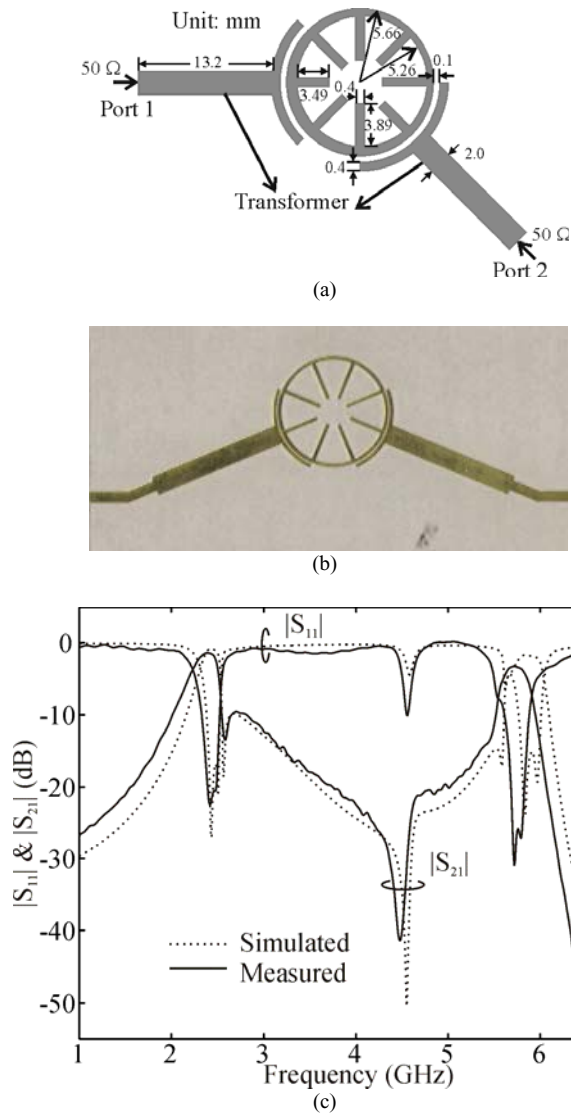 Unit: mm
5.66
13.2
0.1
50 Ω
5.26
3.49
0.4
Port 1
3.89
2.0
0.4
Transformer
50 Ω
Port 2
(a)
(b)
|S11|
0
-10
-20
-30
-40
-50
|S11| & |S21| (dB)
|S21|
Simulated
Measured
1 2 3 4 5 6
Frequency (GHz)
(c)